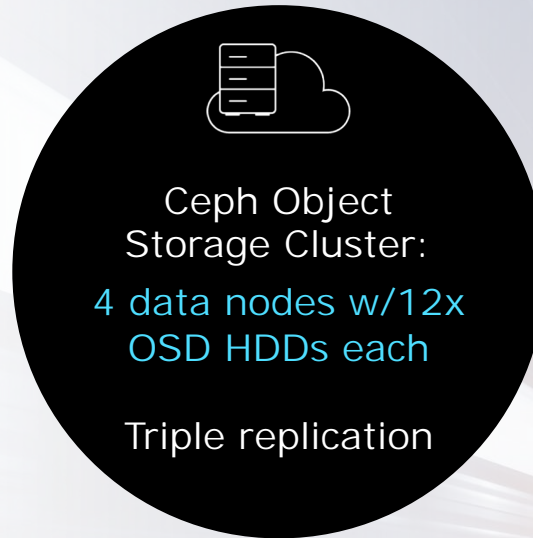 Ceph Object
Storage Cluster:
4 data nodes w/12x
OSD HDDs each
Triple replication